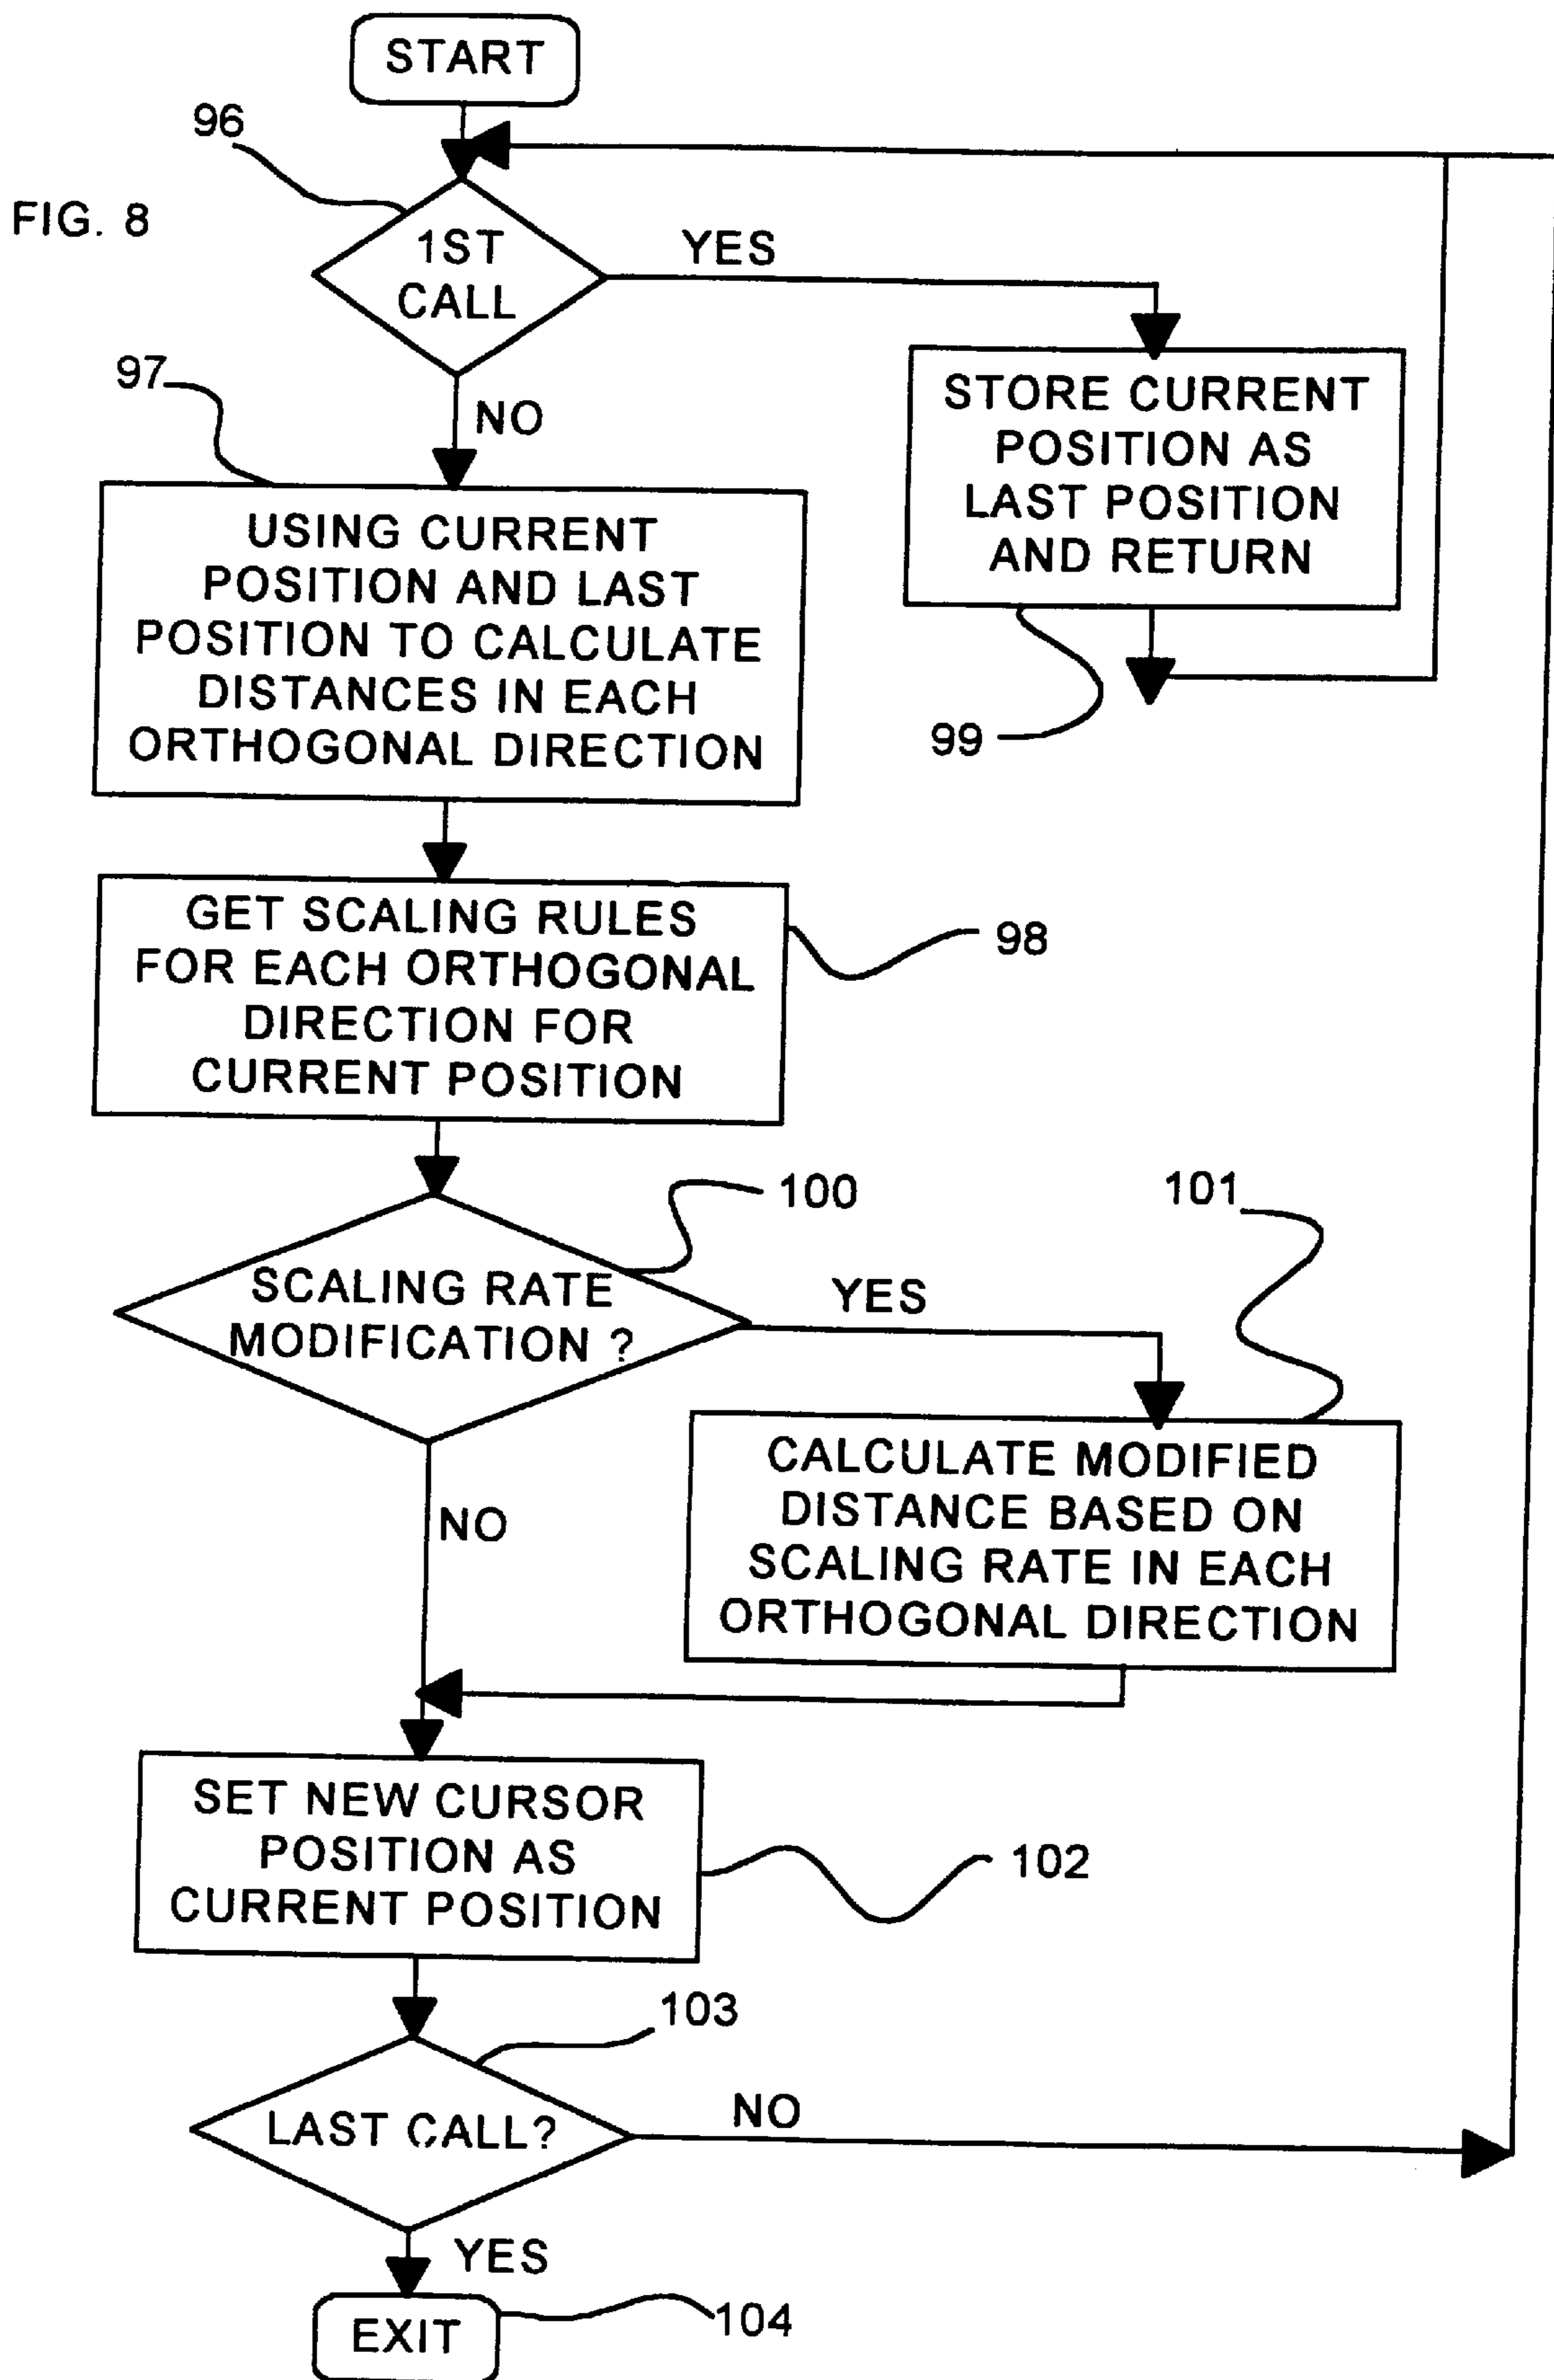 START
96
FIG. 8
1ST
CALL
YES
97
NO
STORE CURRENT
POSITION AS
LAST POSITION
AND RETURN
99
USING CURRENT
POSITION AND LAST
POSITION TO CALCULATE
DISTANCES IN EACH
ORTHOGONAL DIRECTION
GET SCALING RULES
FOR EACH ORTHOGONAL
DIRECTION FOR
CURRENT POSITION
98
100
101
SCALING RATE
MODIFICATION ?
YES
NO
CALCULATE MODIFIED
DISTANCE BASED ON
SCALING RATE IN EACH
ORTHOGONAL DIRECTION
SET NEW CURSOR
POSITION AS
CURRENT POSITION
102
103
LAST CALL?
NO
YES
EXIT
104